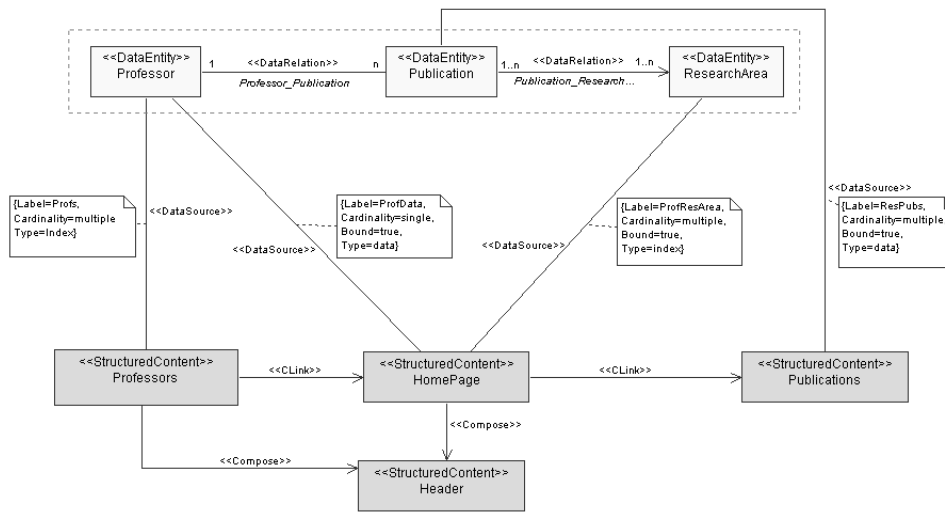 <<DataEntity>>
Professor
1
<<DataRelation>>
n
Professor_Publication
<<DataEntity>>
Publication
1..n
<<DataRelation>>
1..n
Publication_Research...
<<DataEntity>>
ResearchArea
{Label=Profs,
Cardinality=multiple
Type=Index}
<<DataSource>>
{Label=ProfData,
Cardinality=single,
Bound=true,
Type=data}
<<DataSource>>
{Label=ProfResArea,
Cardinality=multiple,
Bound=true,
Type=index}
<<DataSource>>
<<DataSource>>
{Label=ResPubs,
Cardinality=multiple,
Bound=true,
Type=data}
<<StructuredContent>>
Professors
<<CLink>>
<<StructuredContent>>
HomePage
<<CLink>>
<<StructuredContent>>
Publications
<<Compose>>
<<Compose>>
<<StructuredContent>>
Header